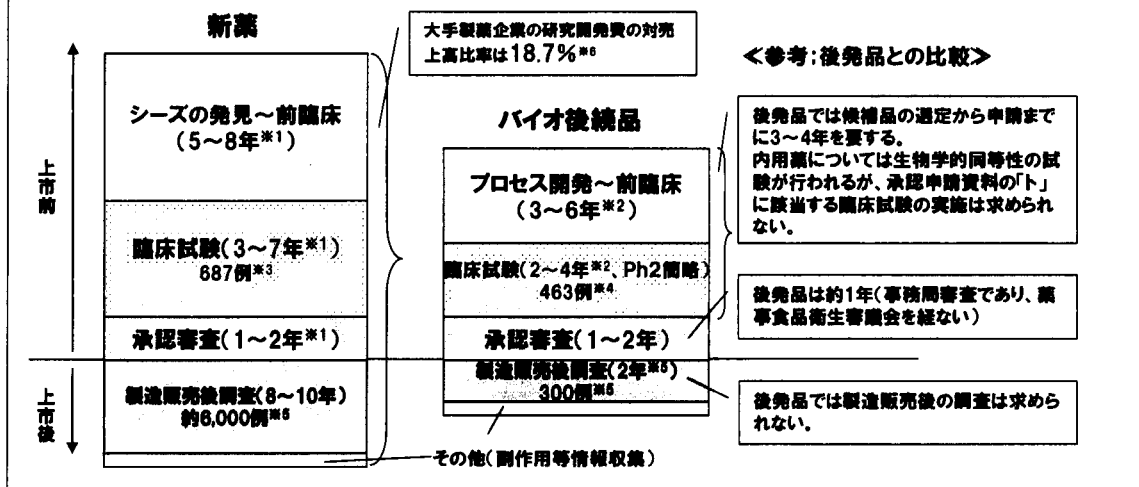 新薬
大手製薬企業の研究開発費の対売
上高比率は18.7%※6
≪参考;後発品との比較≫
上市前
シーズの発見～前臨床
(5～8年※1)
臨床試験(3～7年※1)
687例※3
承認審査(1～2年※1)
上市後
製造販売後調査(8～10年)
約6,000例※5
バイオ後続品
プロセス開発～前臨床
(3～6年※2)
臨床試験(2～4年※2、Ph2簡略)
463例※4
承認審査(1～2年)
製造販売後調査(2年※5)
300例※5
その他(副作用等情報収集)
後発品では候補品の選定から申請まで
に3～4年を要する。
内用薬については生物学的同等性の試
験が行われるが、承認申請資料の「ト」
に該当する臨床試験の実施は求められ
ない。
後発品は約1年(事務局審査であり、薬
事食品衛生審議会を経ない)
後発品では製造販売後の調査は求めら
れない。